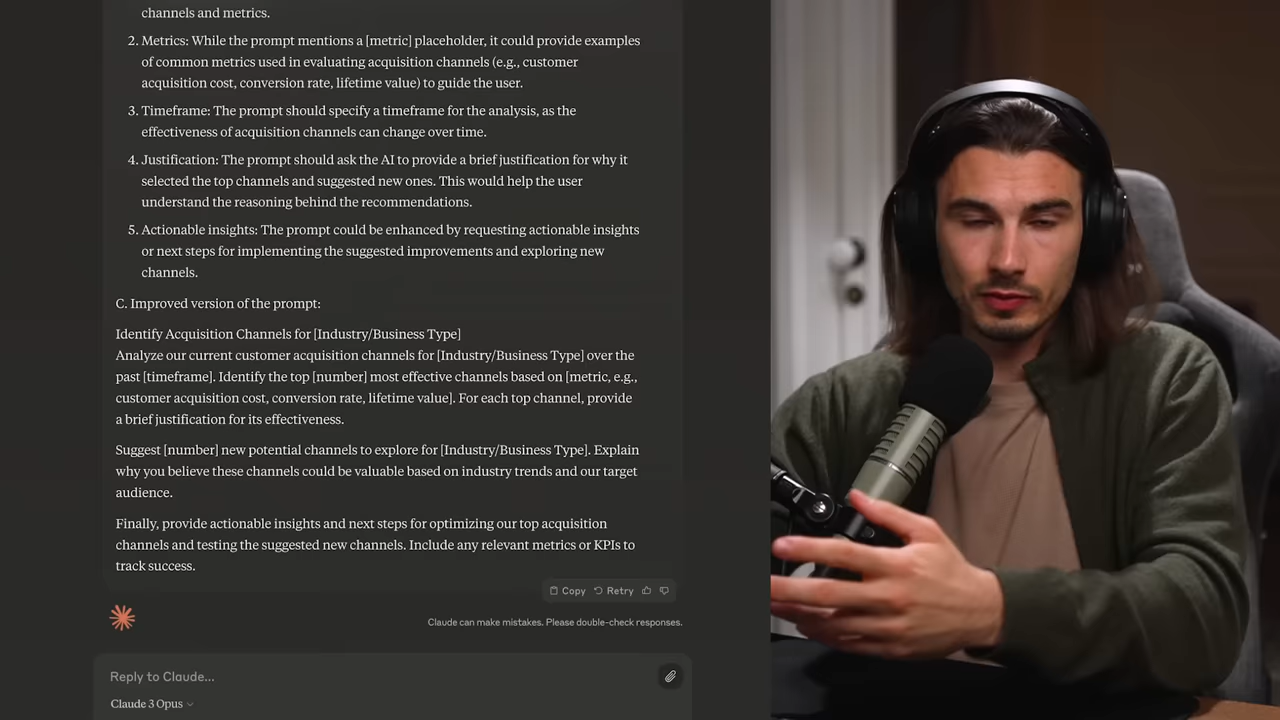 channels and metrics.
2. Metrics: While the prompt mentions a [metric] placeholder, it could provide examples
of common metrics used in evaluating acquisition channels (e.g., customer
acquisition cost, conversion rate, lifetime value) to guide the user.
3. Timeframe: The prompt should specify a timeframe for the analysis, as the
effectiveness of acquisition channels can change over time.
4. Justification: The prompt should ask the AI to provide a brief justification for why it
selected the top channels and suggested new ones. This would help the user
understand the reasoning behind the recommendations.
5. Actionable insights: The prompt could be enhanced by requesting actionable insights
or next steps for implementing the suggested improvements and exploring new
channels.
C. Improved version of the prompt:
Identify Acquisition Channels for [Industry/Business Type]
Analyze our current customer acquisition channels for [Industry/Business Type] over the
past [timeframe]. Identify the top [number] most effective channels based on [metric, e.g.,
customer acquisition cost, conversion rate, lifetime value]. For each top channel, provide
a brief justification for its effectiveness.
Suggest [number] new potential channels to explore for [Industry/Business Type]. Explain
why you believe these channels could be valuable based on industry trends and our target
audience.
Finally, provide actionable insights and next steps for optimizing our top acquisition
channels and testing the suggested new channels. Include any relevant metrics or KPIs to
track success.
Copy Retry
Claude can make mistakes. Please double-check responses.
Reply to Claude...
Claude 3 Opus